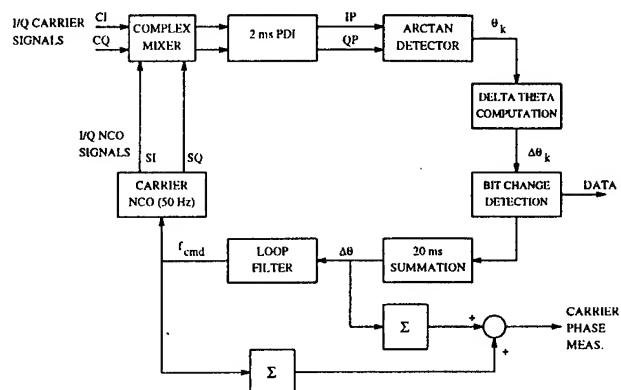 I/Q CARRIER
SIGNALS
CI
CQ
COMPLEX
MIXER
2 ms PDI
IP
QP
ARCTAN
DETECTOR
θk
DELTA THETA
COMPUTATION
Δθk
I/Q NCO
SIGNALS
SI
SQ
CARRIER
NCO (50 Hz)
BIT CHANGE
DETECTION
DATA
fcmd
LOOP
FILTER
Δθ
20 ms
SUMMATION
Σ
+
+
CARRIER
PHASE
MEAS.
Σ